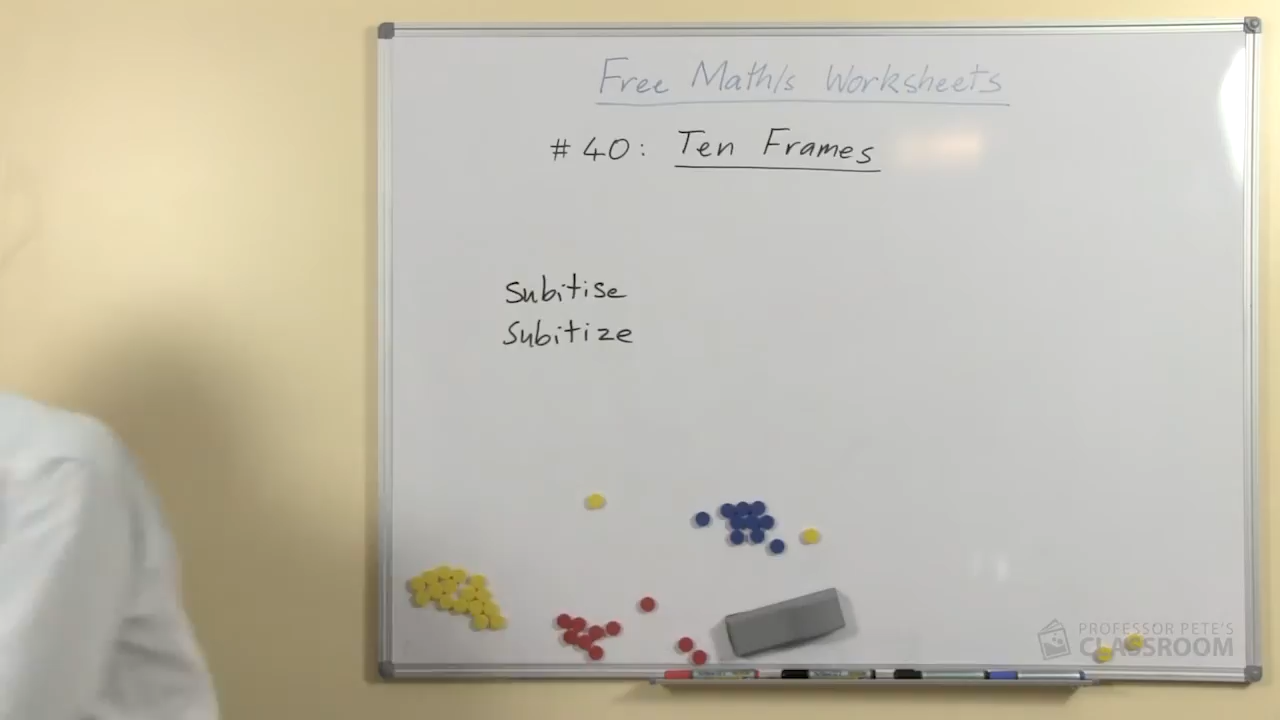 Free Math/s Worksheets
# 40: Ten Frames
Subitise
Subitize
PROFESSOR PETE'S
CLASSROOM